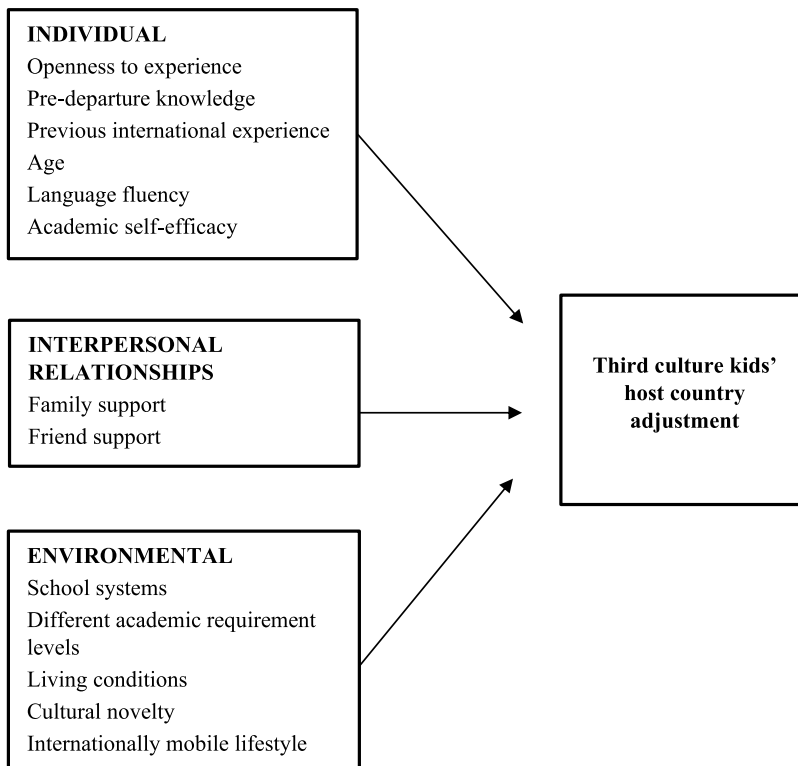 INDIVIDUAL
Openness to experience
Pre-departure knowledge
Previous international experience
Age
Language fluency
Academic self-efficacy
INTERPERSONAL
RELATIONSHIPS
Family support
Friend support
Third culture kids’
host country
adjustment
ENVIRONMENTAL
School systems
Different academic requirement
levels
Living conditions
Cultural novelty
Internationally mobile lifestyle